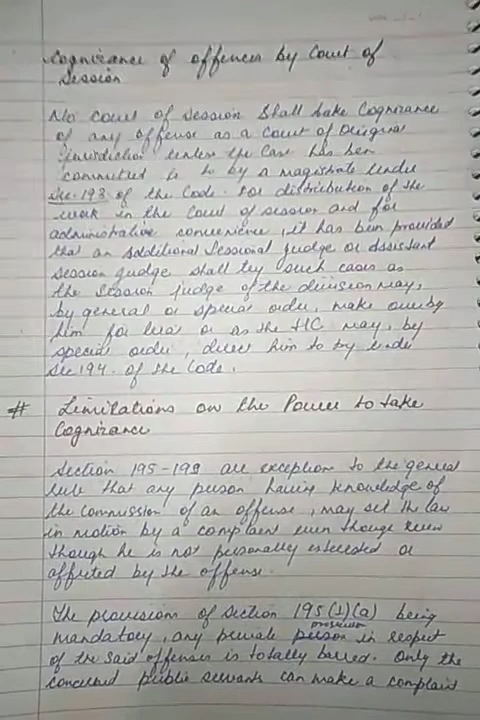 Cognizance of offences by Court of
Session
No court of Session Shall take Cognizance
of any offense as a Court of Original
jurisdiction unless the Case has ben
committed to by a magistrate under
Sec. 193 of the Code. For distribution of the
work in the Court of session and for
administrative convenience, it has been provided
that an additional Sessional judge or assistant
session judge shall try such cases as
the Session judge of the division may,
by general or special order, make over
him for or as the HC may, by
special order, direct him to try under
Sec 194. of the Code.
# Limitations on the Power to take
Cognizance
Section 195-199 are exception to the general
rule that any person having knowledge of
the commission of an offense, may set the law
in motion by a complaint even though
though he is not personally interested or
affected by the offense.
The provisions of Section 195(1)(a) being
mandatory, any private person in respect
of the said offenses is totally barred. Only the
concerned public servants can make a complaint